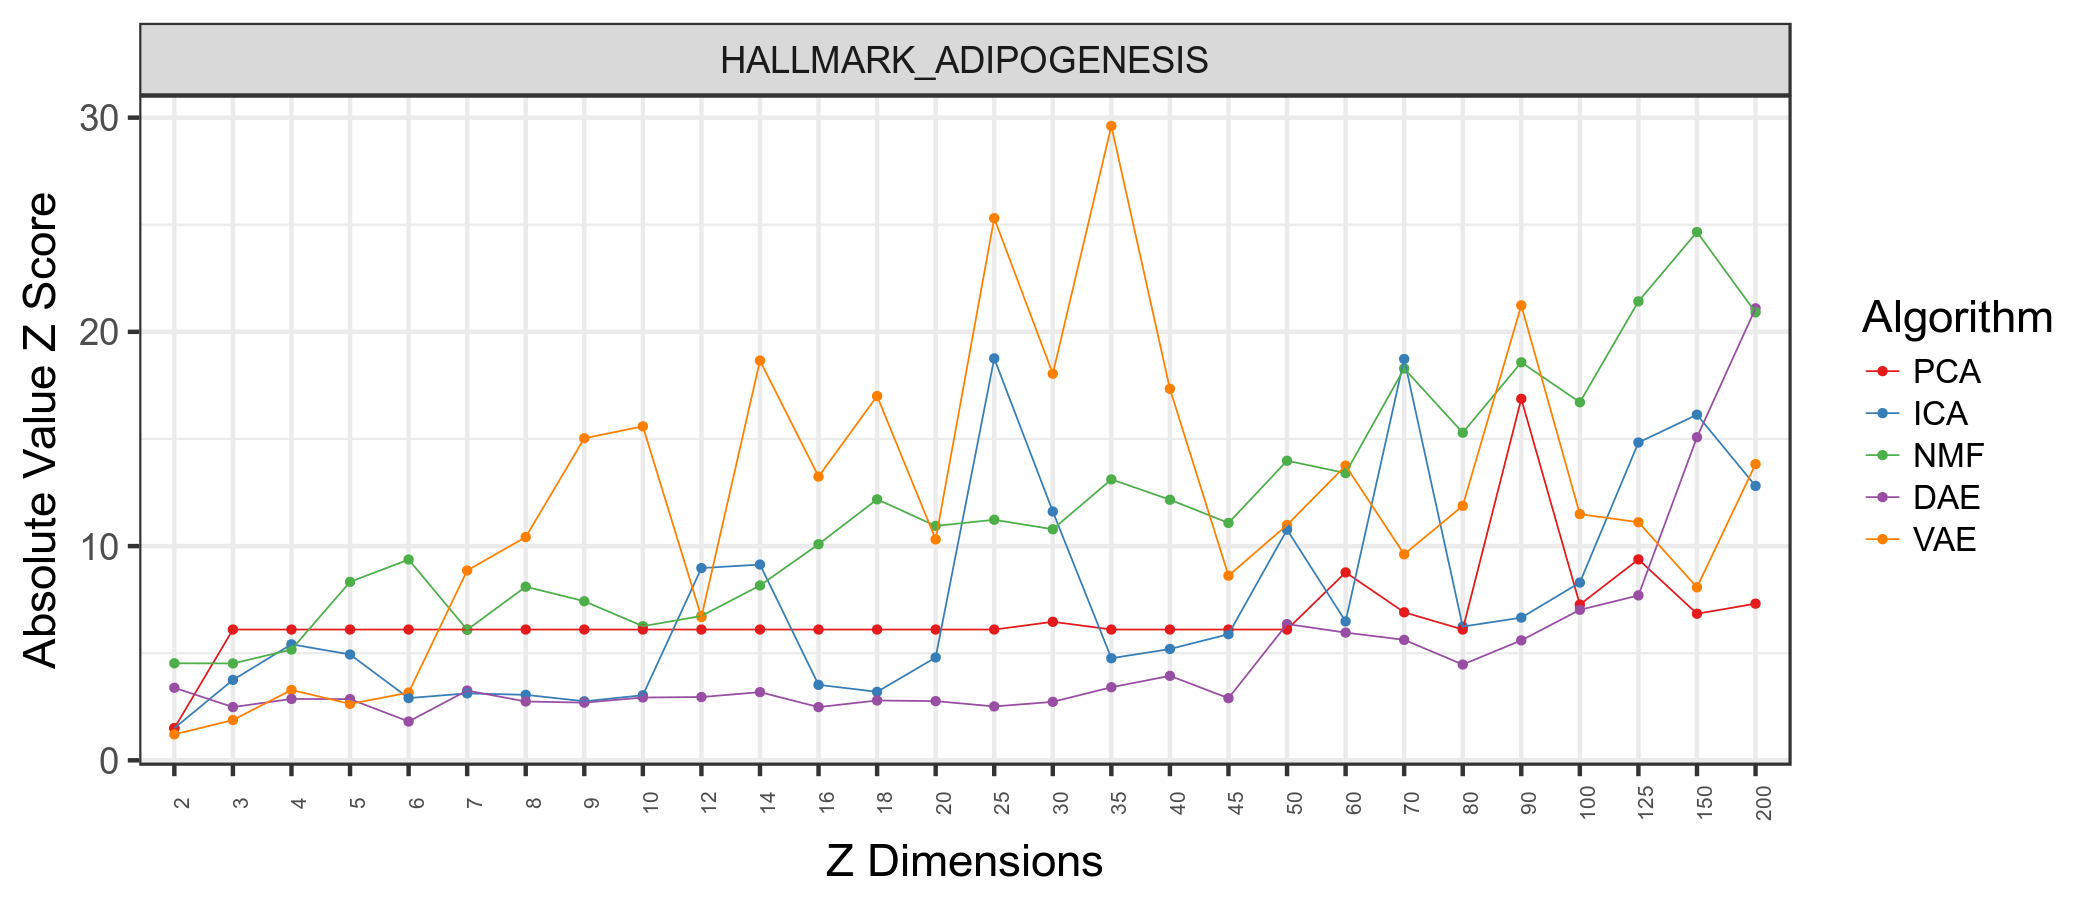 HALLMARK_ADIPOGENESIS
30
20
10
0
Absolute Value Z Score
2 3 4 5 6 7 8 9 10 12 14 16 18 20 25 30 35 40 45 50 60 70 80 90 100 125 150 200
Z Dimensions
Algorithm
PCA
ICA
NMF
DAE
VAE